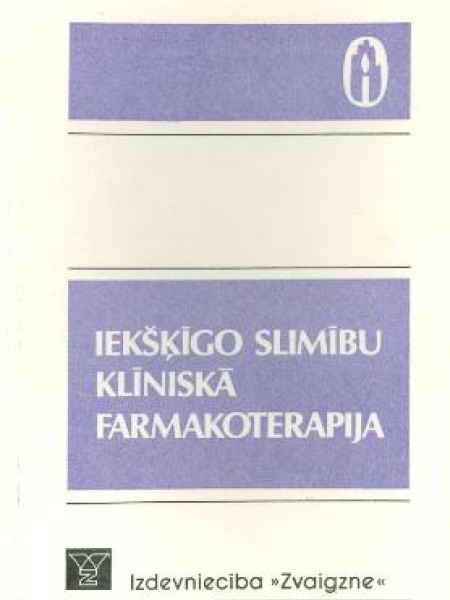 IEKŠĶĪGO SLIMĪBU
KLĪNISKĀ
FARMAKOTERAPIJA
Izdevniecība »Zvaigzne«